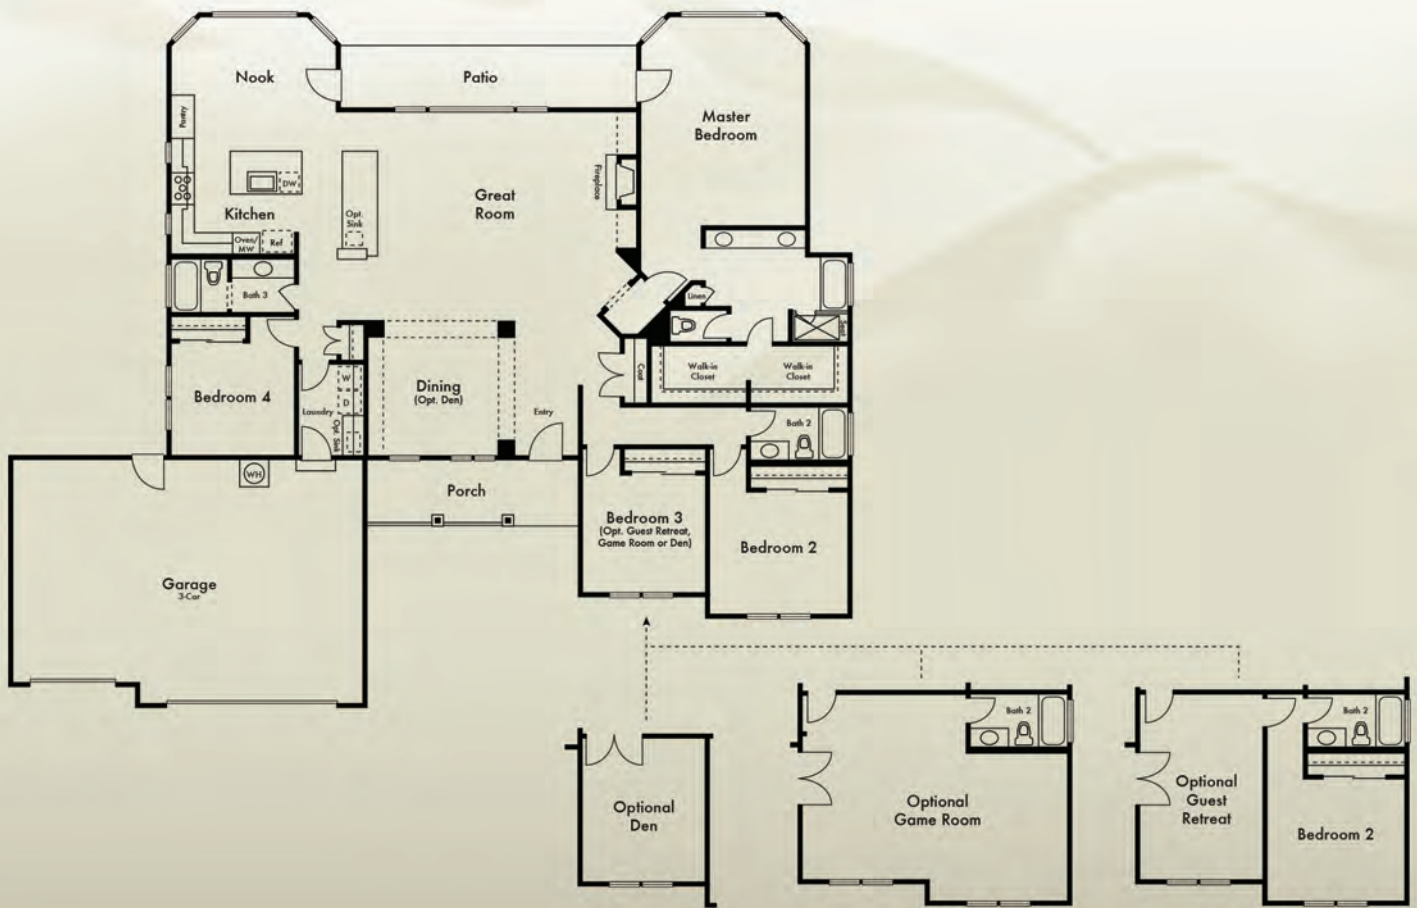 Nook
Patio
Master
Bedroom
Pantry
DW
Kitchen
Oven/
MW
Ref
Opt.
Sink
Great
Room
Fireplace
Bath 3
Linen
Seat
Bedroom 4
W
D
Laundry
Opt. Sink
Dining
(Opt. Den)
Entry
Coat
Walk-in
Closet
Walk-in
Closet
Bath 2
WH
Porch
Bedroom 3
(Opt. Guest Retreat,
Game Room or Den)
Bedroom 2
Garage
3-Car
Optional
Den
Bath 2
Optional
Game Room
Bath 2
Optional
Guest
Retreat
Bedroom 2